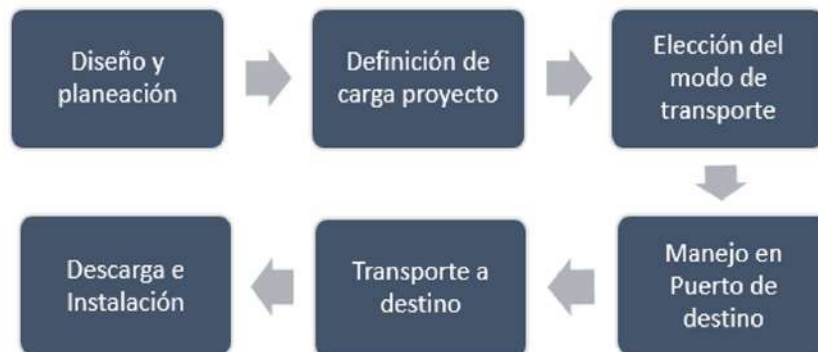 Diseño y
planeación
Definición de
carga proyecto
Elección del
modo de
transporte
Manejo en
Puerto de
destino
Transporte a
destino
Descarga e
Instalación